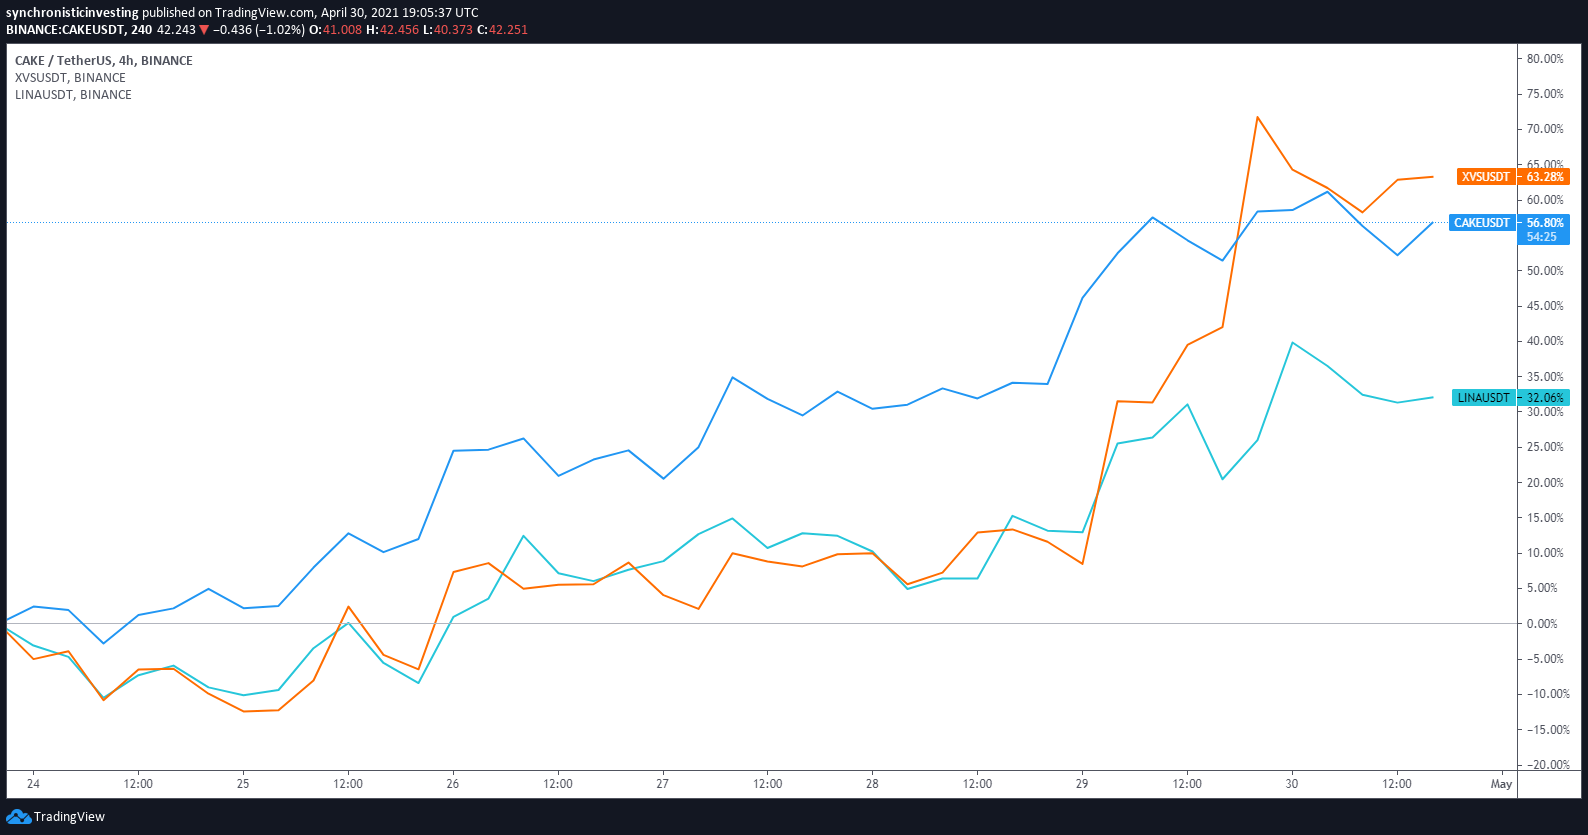 synchronisticinvesting published on TradingView.com, April 30, 2021 19:05:37 UTC
BINANCE:CAKEUSDT, 240 42.243 ▼ −0.436 (−1.02%) O:41.008 H:42.456 L:40.373 C:42.251
CAKE / TetherUS, 4h, BINANCE
XVSUSDT, BINANCE
LINAUSDT, BINANCE
80.00%
75.00%
70.00%
65.00%
XVSUSDT 63.28%
60.00%
CAKEUSDT 56.80%
54:25
50.00%
45.00%
40.00%
35.00%
LINAUSDT 32.06%
30.00%
25.00%
20.00%
15.00%
10.00%
5.00%
0.00%
−5.00%
−10.00%
−15.00%
−20.00%
24 12:00 25 12:00 26 12:00 27 12:00 28 12:00 29 12:00 30 12:00 May
TradingView